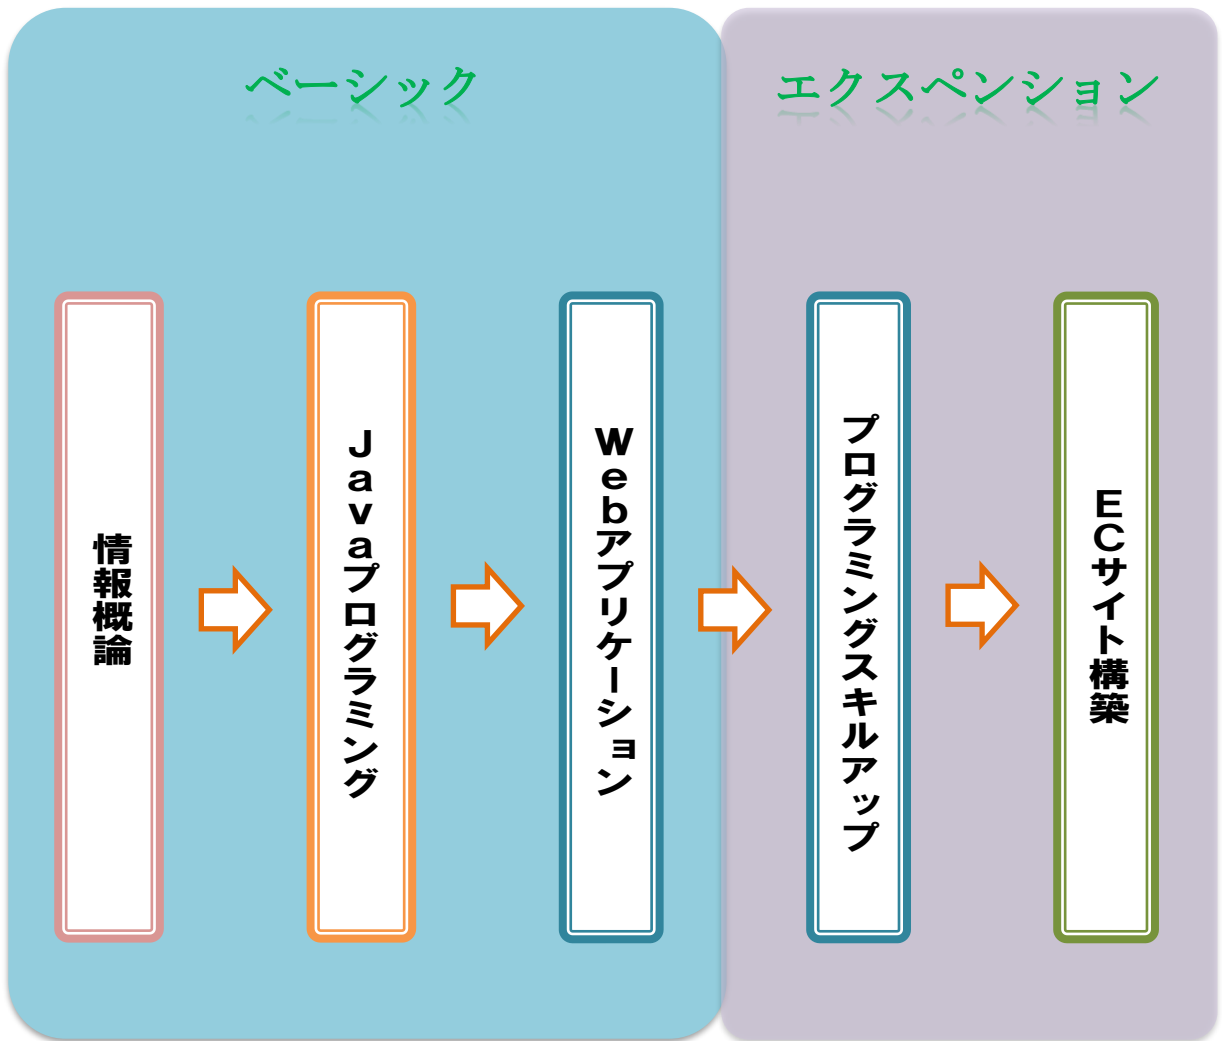 ベーシック
エクスペンション
情報概論
Javaプログラミング
Webアプリケーション
プログラミングスキルアップ
ECサイト構築